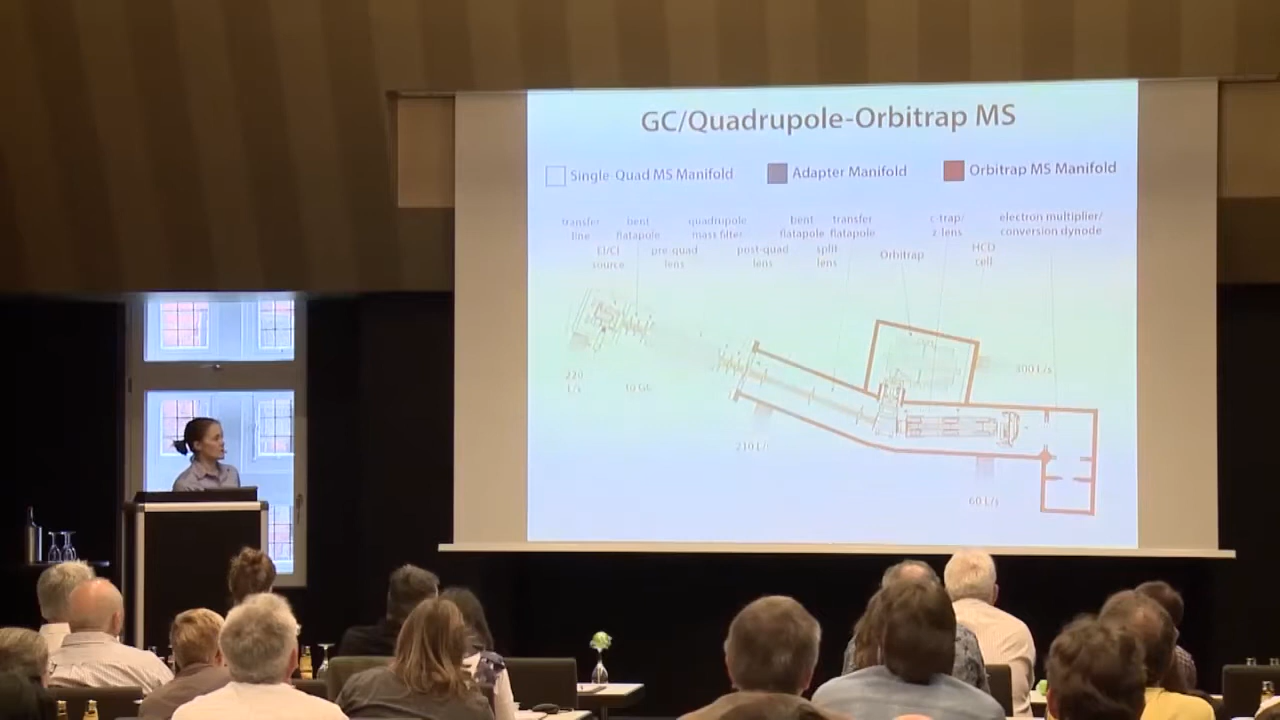 GC/Quadrupole-Orbitrap MS
Single-Quad MS Manifold Adapter Manifold Orbitrap MS Manifold
transfer line
bent flatapole
quadrupole mass filter
bent flatapole
transfer flatapole
c-trap/ z-lens
electron multiplier/ conversion dynode
EI/CI source
pre-quad lens
post-quad lens
split lens
Orbitrap
HCD cell
300 L/s
220 L/s
to GC
210 L/s
60 L/s